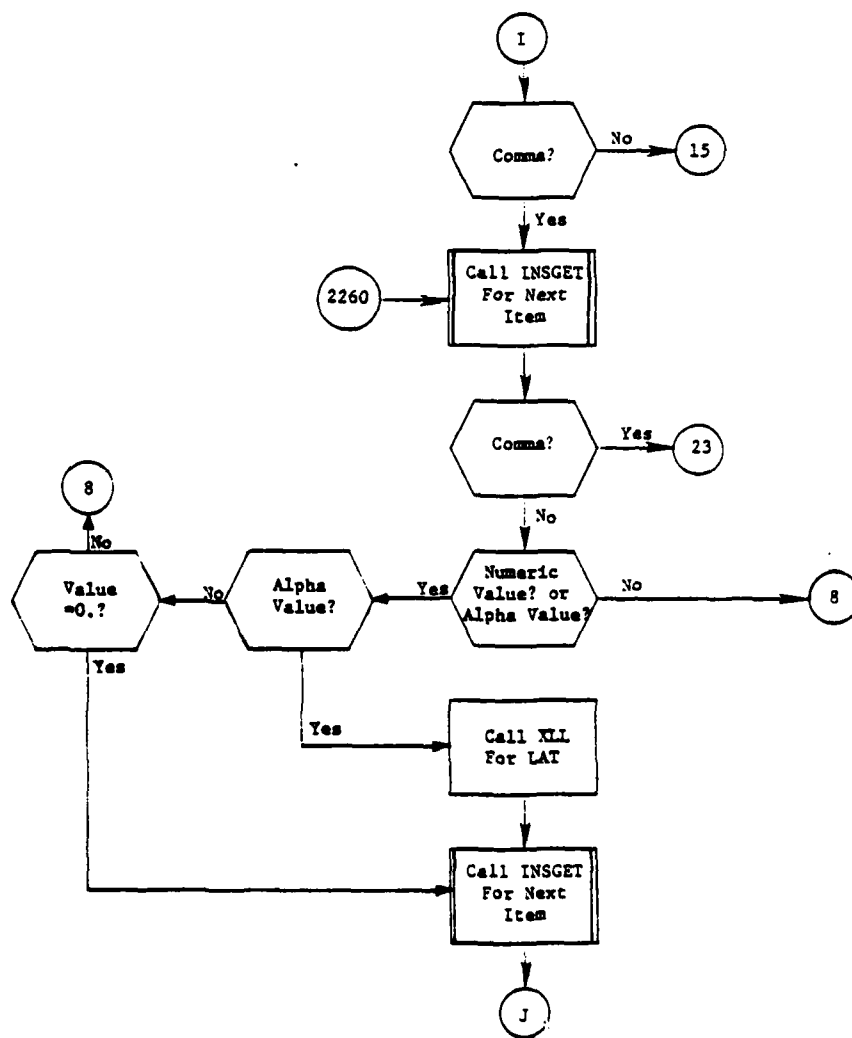 I
Comma?
No
15
Yes
2260
Call INSGET
For Next
Item
Comma?
Yes
23
8
No
No
Value
=0.?
No
Alpha
Value?
Yes
Numeric
Value? or
Alpha Value?
No
8
Yes
Yes
Call XLL
For LAT
Call INSGET
For Next
Item
J